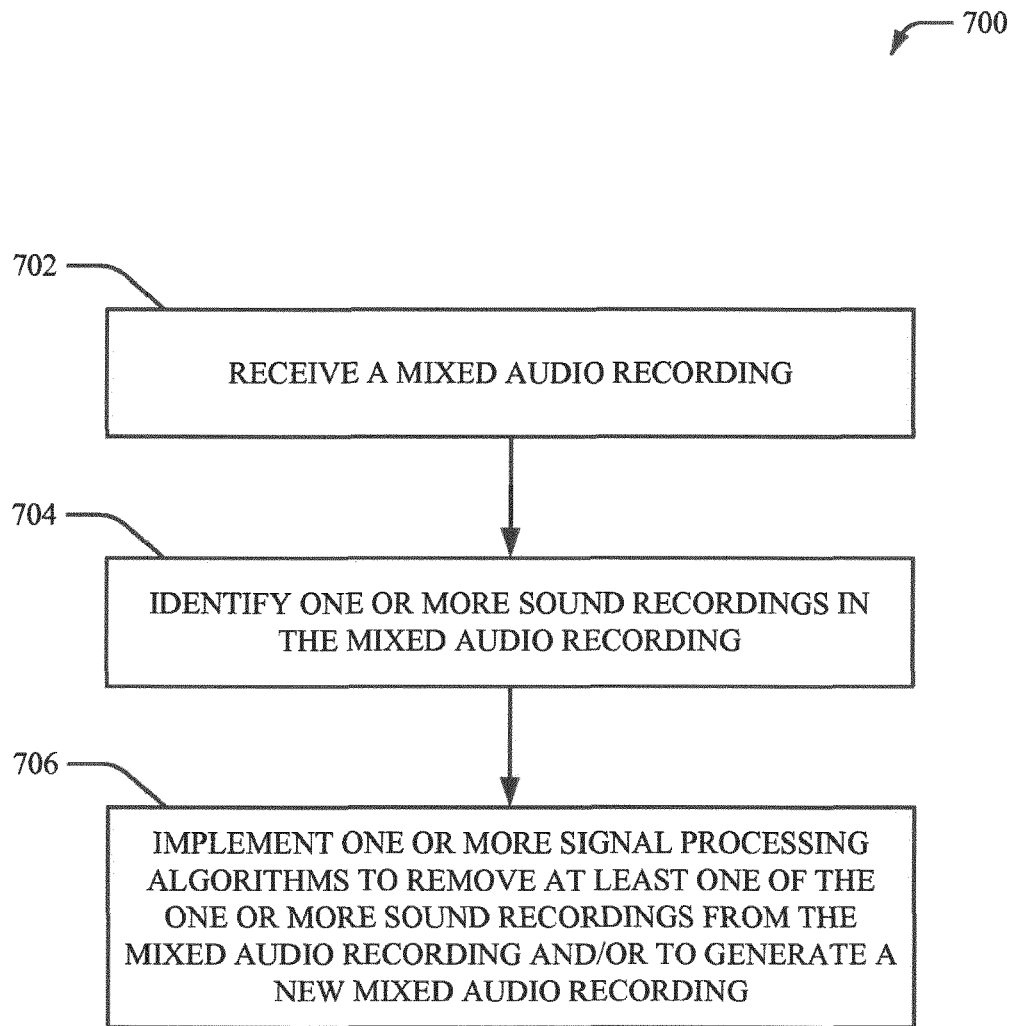 700
702
RECEIVE A MIXED AUDIO RECORDING
704
IDENTIFY ONE OR MORE SOUND RECORDINGS IN
THE MIXED AUDIO RECORDING
706
IMPLEMENT ONE OR MORE SIGNAL PROCESSING
ALGORITHMS TO REMOVE AT LEAST ONE OF THE
ONE OR MORE SOUND RECORDINGS FROM THE
MIXED AUDIO RECORDING AND/OR TO GENERATE A
NEW MIXED AUDIO RECORDING